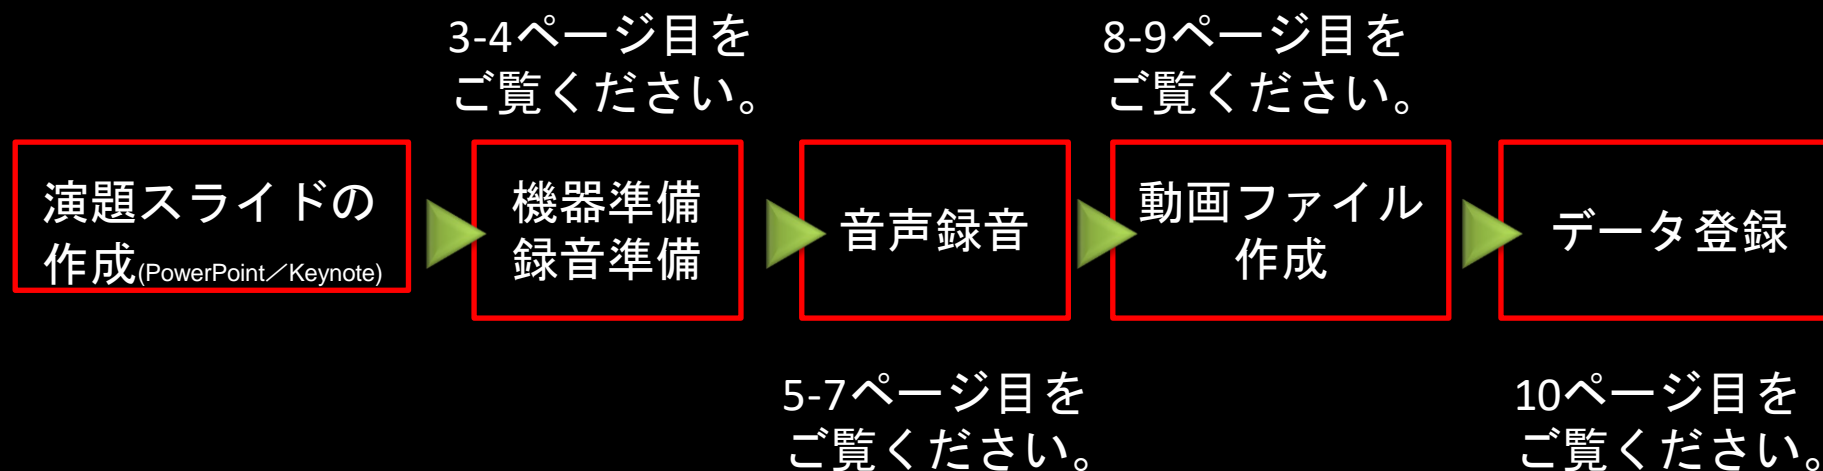 3-4ページ目を
ご覧ください。
8-9ページ目を
ご覧ください。
演題スライドの
作成(PowerPoint／Keynote)
機器準備
録音準備
音声録音
動画ファイル
作成
データ登録
5-7ページ目を
ご覧ください。
10ページ目を
ご覧ください。